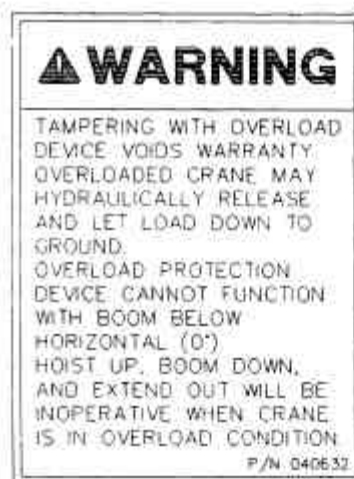 WARNING
TAMPERING WITH OVERLOAD
DEVICE VOIDS WARRANTY
OVERLOADED CRANE MAY
HYDRAULICALLY RELEASE
AND LET LOAD DOWN TO
GROUND.
OVERLOAD PROTECTION
DEVICE CANNOT FUNCTION
WITH BOOM BELOW
HORIZONTAL (0°)
HOIST UP, BOOM DOWN,
AND EXTEND OUT WILL BE
INOPERATIVE WHEN CRANE
IS IN OVERLOAD CONDITION
P/N 040632